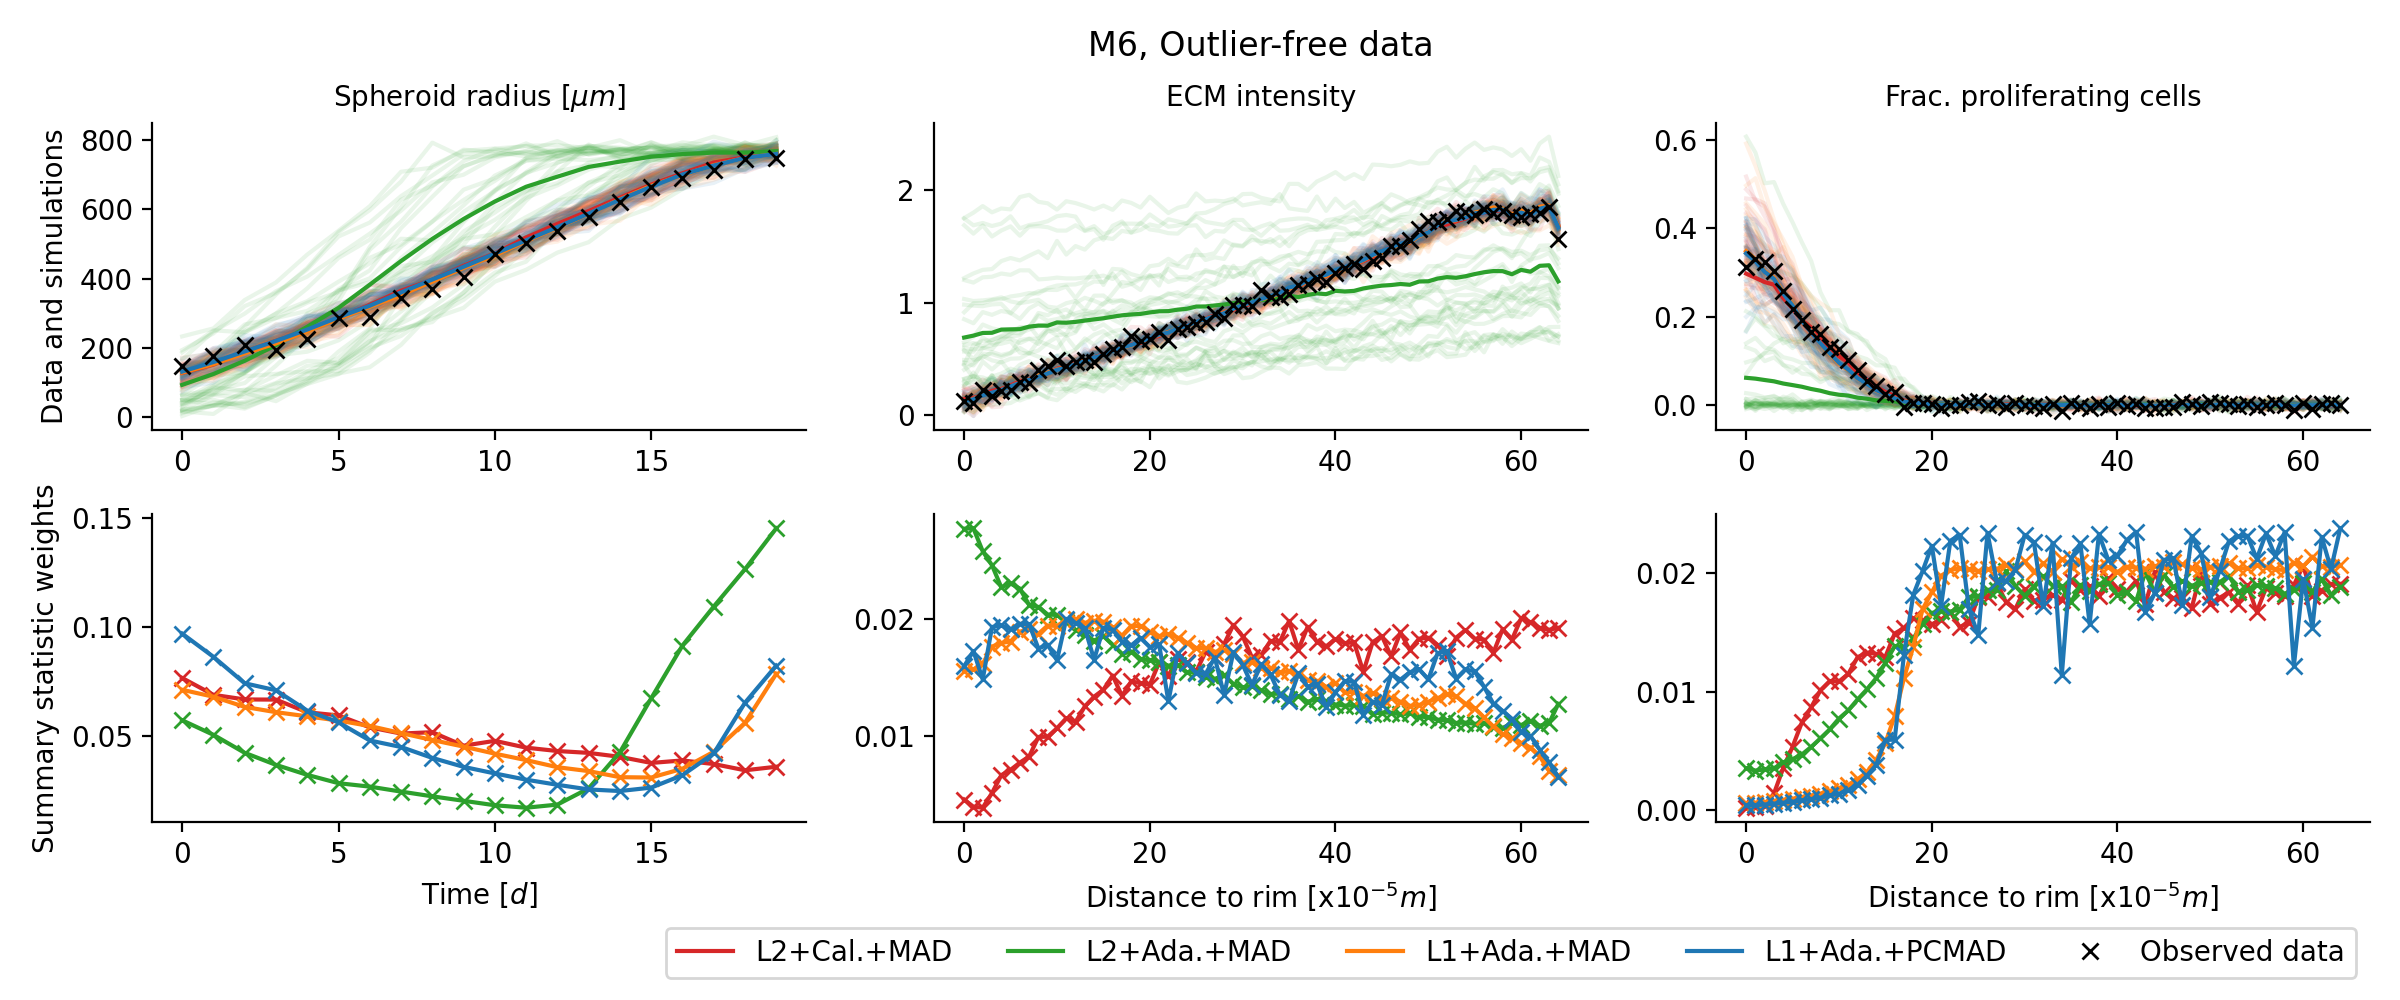 M6, Outlier-free data
Spheroid radius [μm]
ECM intensity
Frac. proliferating cells
Data and simulations
800
600
400
200
0
0 5 10 15
2
1
0
0 20 40 60
0.6
0.4
0.2
0.0
0 20 40 60
Summary statistic weights
0.15
0.10
0.05
0 5 10 15
Time [d]
0.02
0.01
0 20 40 60
Distance to rim [x10⁻⁵m]
0.02
0.01
0.00
0 20 40 60
Distance to rim [x10⁻⁵m]
L2+Cal.+MAD L2+Ada.+MAD L1+Ada.+MAD L1+Ada.+PCMAD Observed data